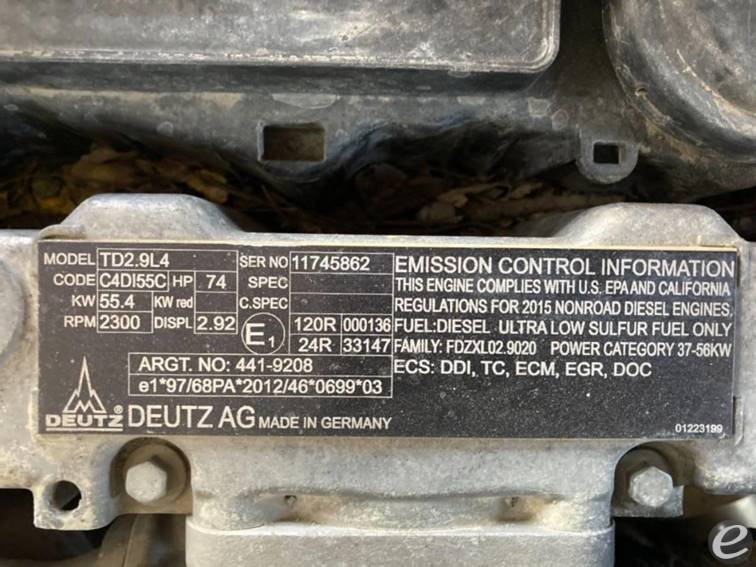 MODEL TD2.9L4 SER NO 11745862
CODE C4DI55C HP 74 SPEC
KW 55.4 KW red C.SPEC
RPM 2300 DISPL 2.92 E1 120R 000136
24R 33147
ARGT. NO: 441-9208
e1*97/68PA*2012/46*0699*03
DEUTZ® DEUTZ AG MADE IN GERMANY
EMISSION CONTROL INFORMATION
THIS ENGINE COMPLIES WITH U.S. EPA AND CALIFORNIA
REGULATIONS FOR 2015 NONROAD DIESEL ENGINES.
FUEL:DIESEL ULTRA LOW SULFUR FUEL ONLY
FAMILY: FDZXL02.9020 POWER CATEGORY 37-56KW
ECS: DDI, TC, ECM, EGR, DOC
01223199
e